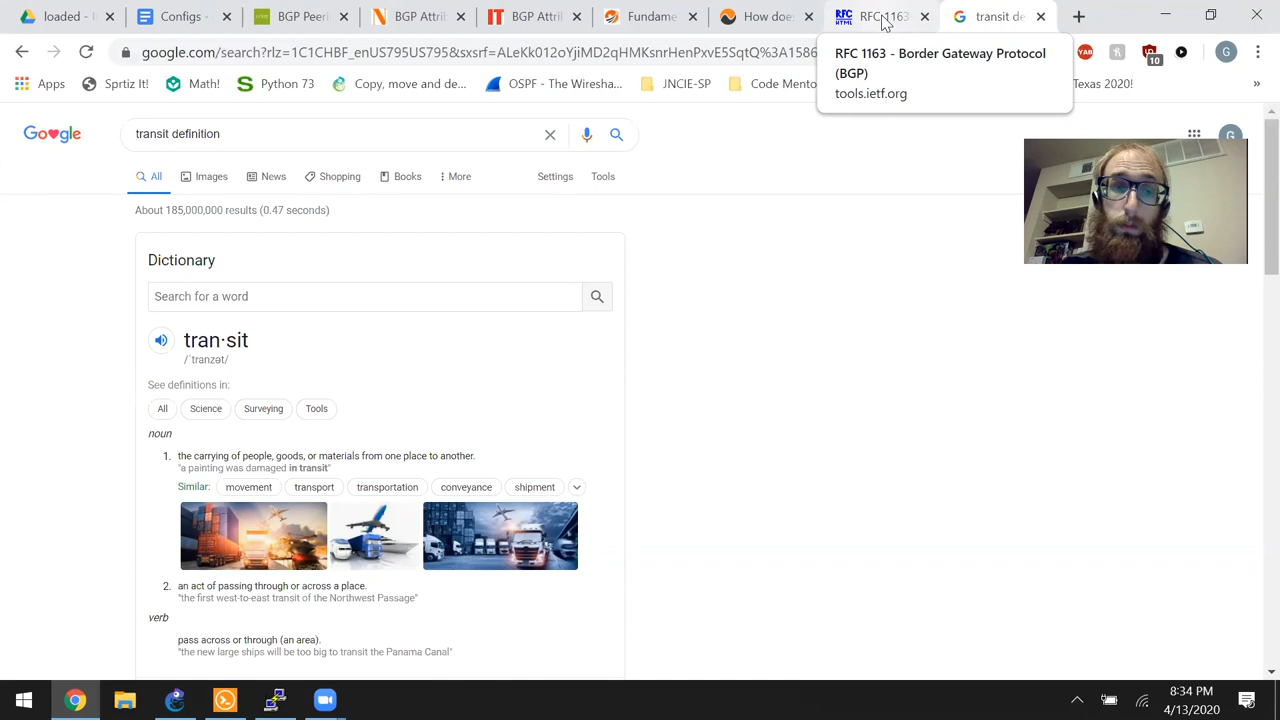 loaded - I
Configs -
BGP Peeri
BGP Attrib
BGP Attrib
Fundame
How does
RFC 1163
transit de
google.com/search?rlz=1C1CHBF_enUS795US795&sxsrf=ALeKk012oYjiMD2qHMKsnrHenPxvE5SsqtQ%3A1586
10
G
RFC 1163 - Border Gateway Protocol
(BGP)
tools.ietf.org
Apps
Sprtiz It!
Numbat!
Python 73
Copy, move and de...
OSPF - The Wiresha...
JNCIE-SP
Code Mento
Texas 2020!
»
transit definition
G
All
Images
News
Shopping
Books
More
Settings
Tools
About 185,000,000 results (0.47 seconds)
Dictionary
Search for a word
tran·sit
/ˈtranzət/
See definitions in:
All
Science
Surveying
Tools
noun
1. the carrying of people, goods, or materials from one place to another.
"a painting was damaged in transit"
Similar:
movement
transport
transportation
conveyance
shipment
2. an act of passing through or across a place.
"the first west-to-east transit of the Northwest Passage"
verb
pass across or through (an area).
"the new large ships will be too big to transit the Panama Canal"
8:34 PM
4/13/2020